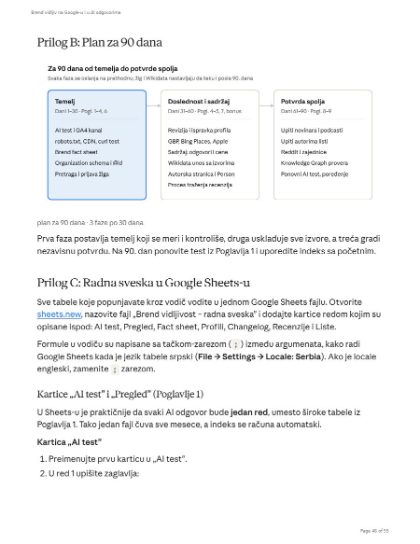 Brend vidljiv na Google-u i u AI odgovorima
Prilog B: Plan za 90 dana
Za 90 dana od temelja do potvrde spolja
Svaka faza se oslanja na prethodnu; žig i Wikidata nastavljaju da teku i posle 90. dana.
Temelj
Dani 1–30 · Pogl. 1–4, 6
AI test i GA4 kanal
robots.txt, CDN, curl test
Brend fact sheet
Organization schema i @id
Pretraga i prijava žiga
Doslednost i sadržaj
Dani 31–60 · Pogl. 4–5, 7, bonus
Revizija i ispravka profila
GBP, Bing Places, Apple
Sadržaj, odgovori i cene
Wikidata unos sa izvorima
Autorska stranica i Person
Proces traženja recenzija
Potvrda spolja
Dani 61–90 · Pogl. 8–9
Upiti novinara i podcasti
Upiti autorima listi
Reddit i zajednice
Knowledge Graph provera
Ponovni AI test, poređenje
plan za 90 dana · 3 faze po 30 dana
Prva faza postavlja temelj koji se meri i kontroliše, druga usklađuje sve izvore, a treća gradi
nezavisnu potvrdu. Na 90. dan ponovite test iz Poglavlja 1 i uporedite indeks sa početnim.
Prilog C: Radna sveska u Google Sheets-u
Sve tabele koje popunjavate kroz vodič vodite u jednom Google Sheets fajlu. Otvorite
sheets.new, nazovite fajl „Brend vidljivost – radna sveska" i dodajte kartice redom kojim su
opisane ispod: AI test, Pregled, Fact sheet, Profili, Changelog, Recenzije i Liste.
Formule u vodiču su napisane sa tačkom-zarezom ( ; ) između argumenata, kako radi
Google Sheets kada je jezik tabele srpski (File → Settings → Locale: Serbia). Ako je locale
engleski, zamenite ; zarezom.
Kartice „AI test" i „Pregled" (Poglavlje 1)
U Sheets-u je praktičnije da svaki AI odgovor bude jedan red, umesto široke tabele iz
Poglavlja 1. Tako jedan fajl čuva sve mesece, a indeks se računa automatski.
Kartica „AI test"
1. Preimenujte prvu karticu u „AI test".
2. U red 1 upišite zaglavlja: